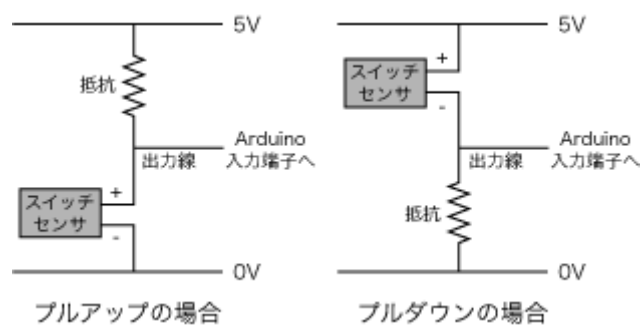 5V
抵抗
Arduino
出力線 入力端子へ
スイッチ
センサ
+
-
0V
プルアップの場合
5V
スイッチ
センサ
+
-
Arduino
出力線 入力端子へ
抵抗
0V
プルダウンの場合